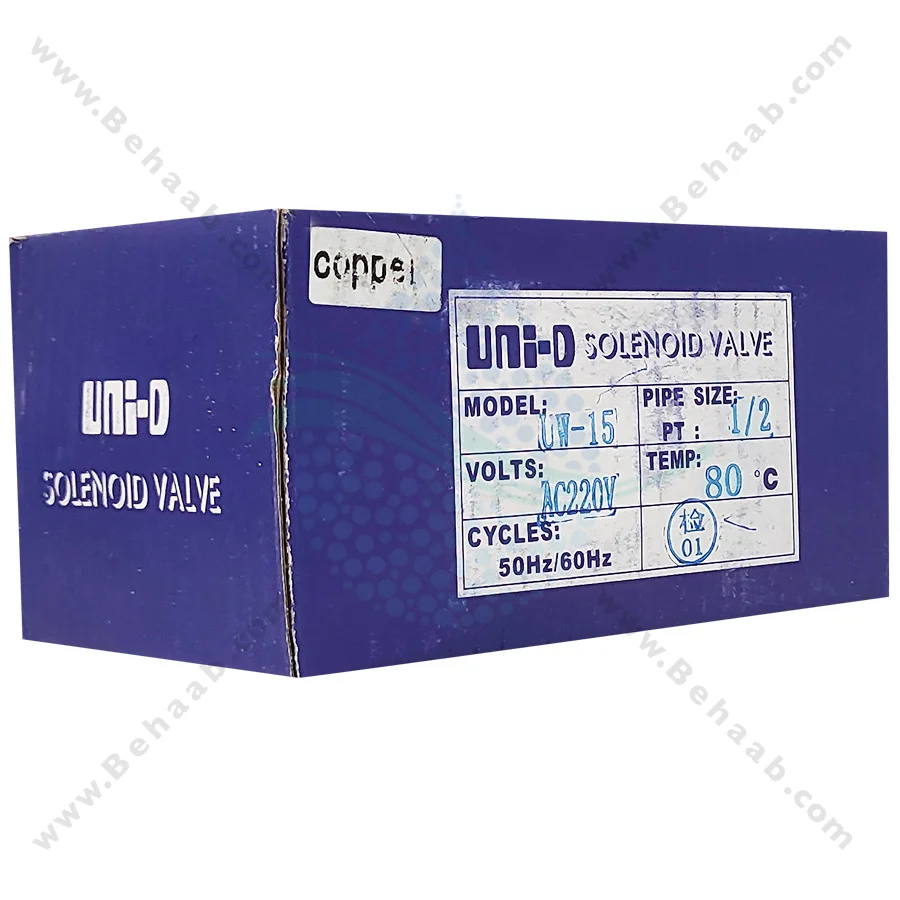 www.Behaab.com
www.Behaab.com
coppeL
UNI-D
SOLENOID VALVE
UNI-D SOLENOID VALVE
MODEL: UW-15
PIPE SIZE:
PT : 1/2
VOLTS: AC220V
TEMP: 80 °C
CYCLES:
50Hz/60Hz
检
01
www.Behaab.com
www.Behaab.com